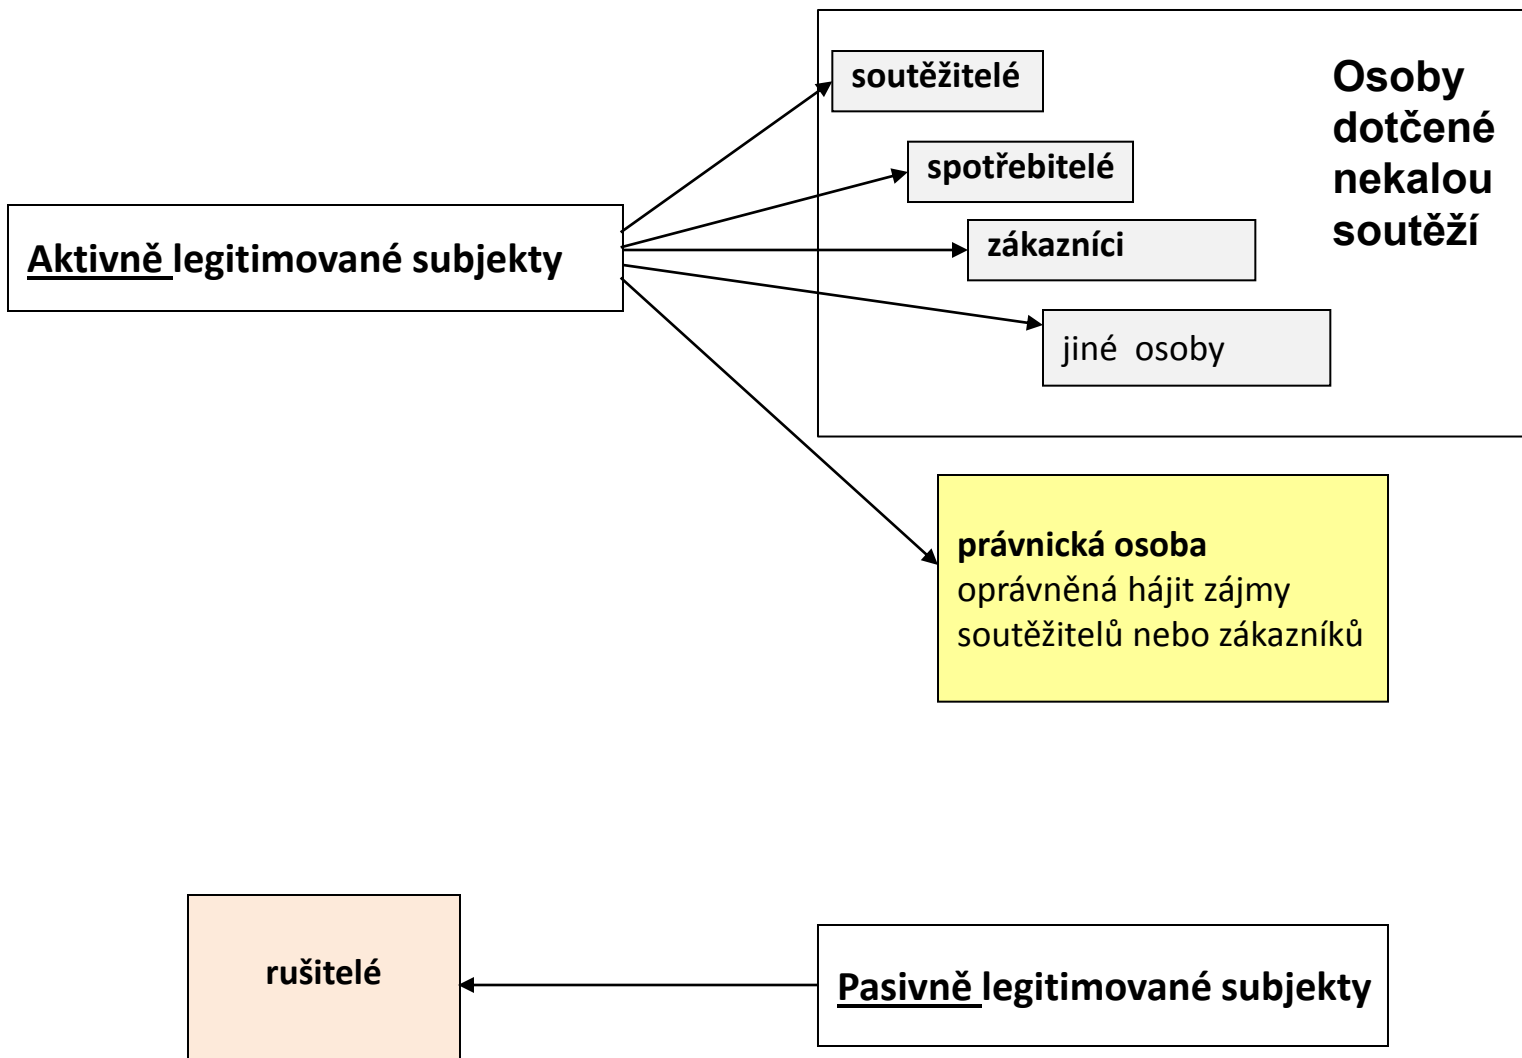 soutěžitelé
Osoby
dotčené
nekalou
soutěží
spotřebitelé
Aktivně legitimované subjekty
zákazníci
jiné  osoby
právnická osoba
oprávněná hájit zájmy
soutěžitelů nebo zákazníků
rušitelé
Pasivně legitimované subjekty